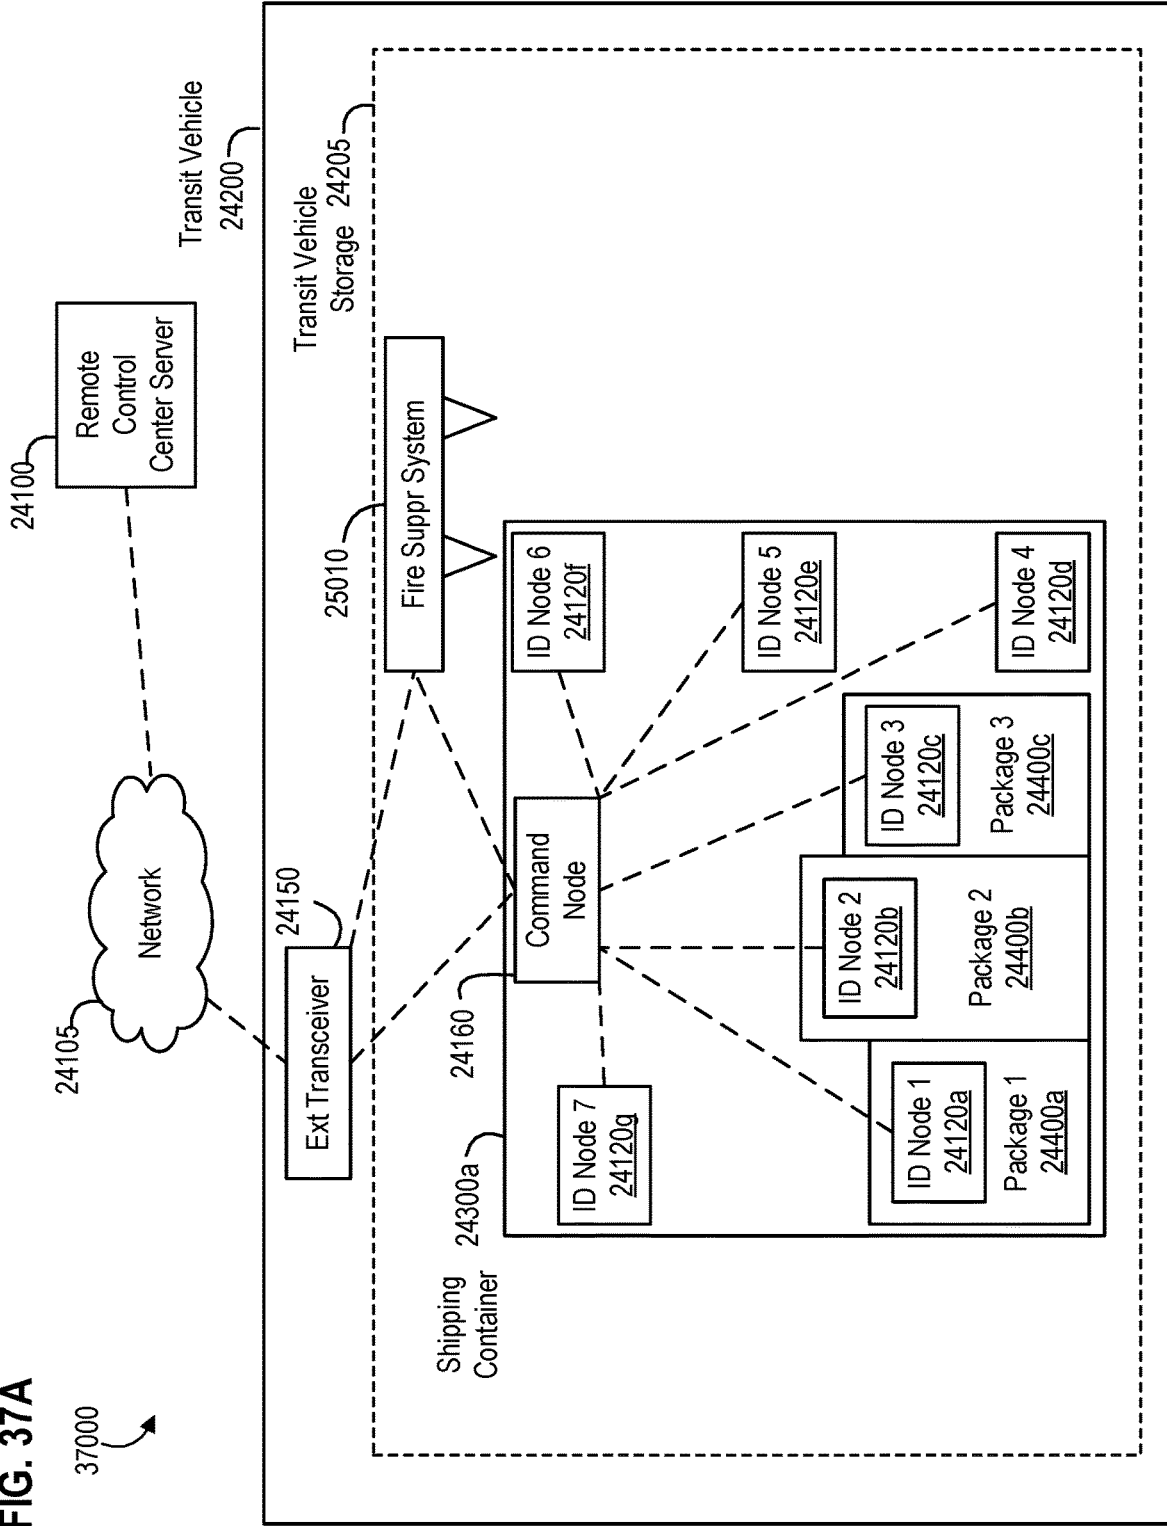 FIG. 37A
37000
24105
Network
24100
Remote
Control
Center Server
Transit Vehicle
24200
Ext Transceiver
24150
Transit Vehicle
Storage 24205
25010
Fire Suppr System
Shipping
Container
24300a
24160
Command
Node
ID Node 7
24120g
ID Node 6
24120f
ID Node 5
24120e
ID Node 4
24120d
ID Node 1
24120a
Package 1
24400a
ID Node 2
24120b
Package 2
24400b
ID Node 3
24120c
Package 3
24400c